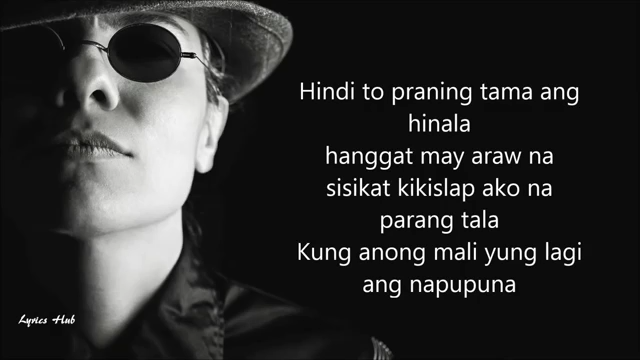 Hindi to praning tama ang
hinala
hanggat may araw na
sisikat kikislap ako na
parang tala
Kung anong mali yung lagi
ang napupuna
Lyrics Hub